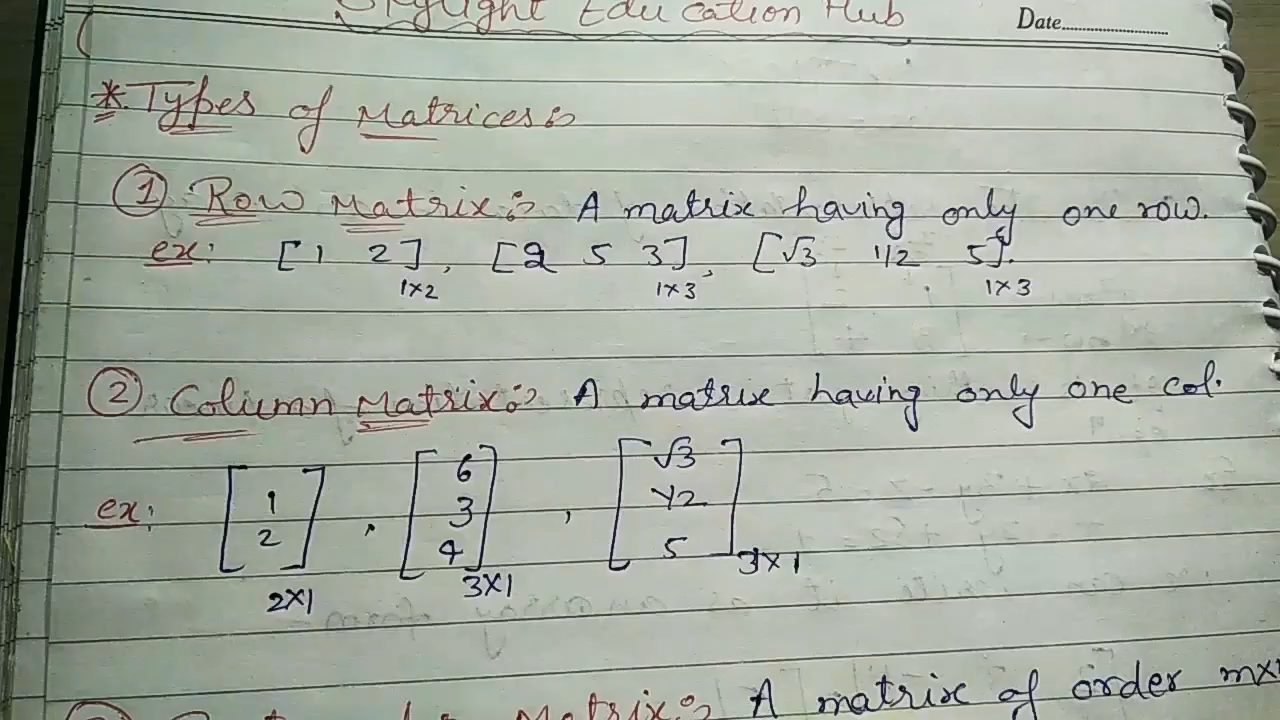 Skylight Education Hub
Date
* Types of Matrices:
① Row Matrix: A matrix having only one row.
ex: [1 2]1×2, [2 5 3]1×3, [√3 1/2 5]1×3.
② Column Matrix: A matrix having only one col.
ex: [1 2]2×1, [6 3 4]3×1, [√3 1/2 5]3×1
Matrix: A matrix of order mx